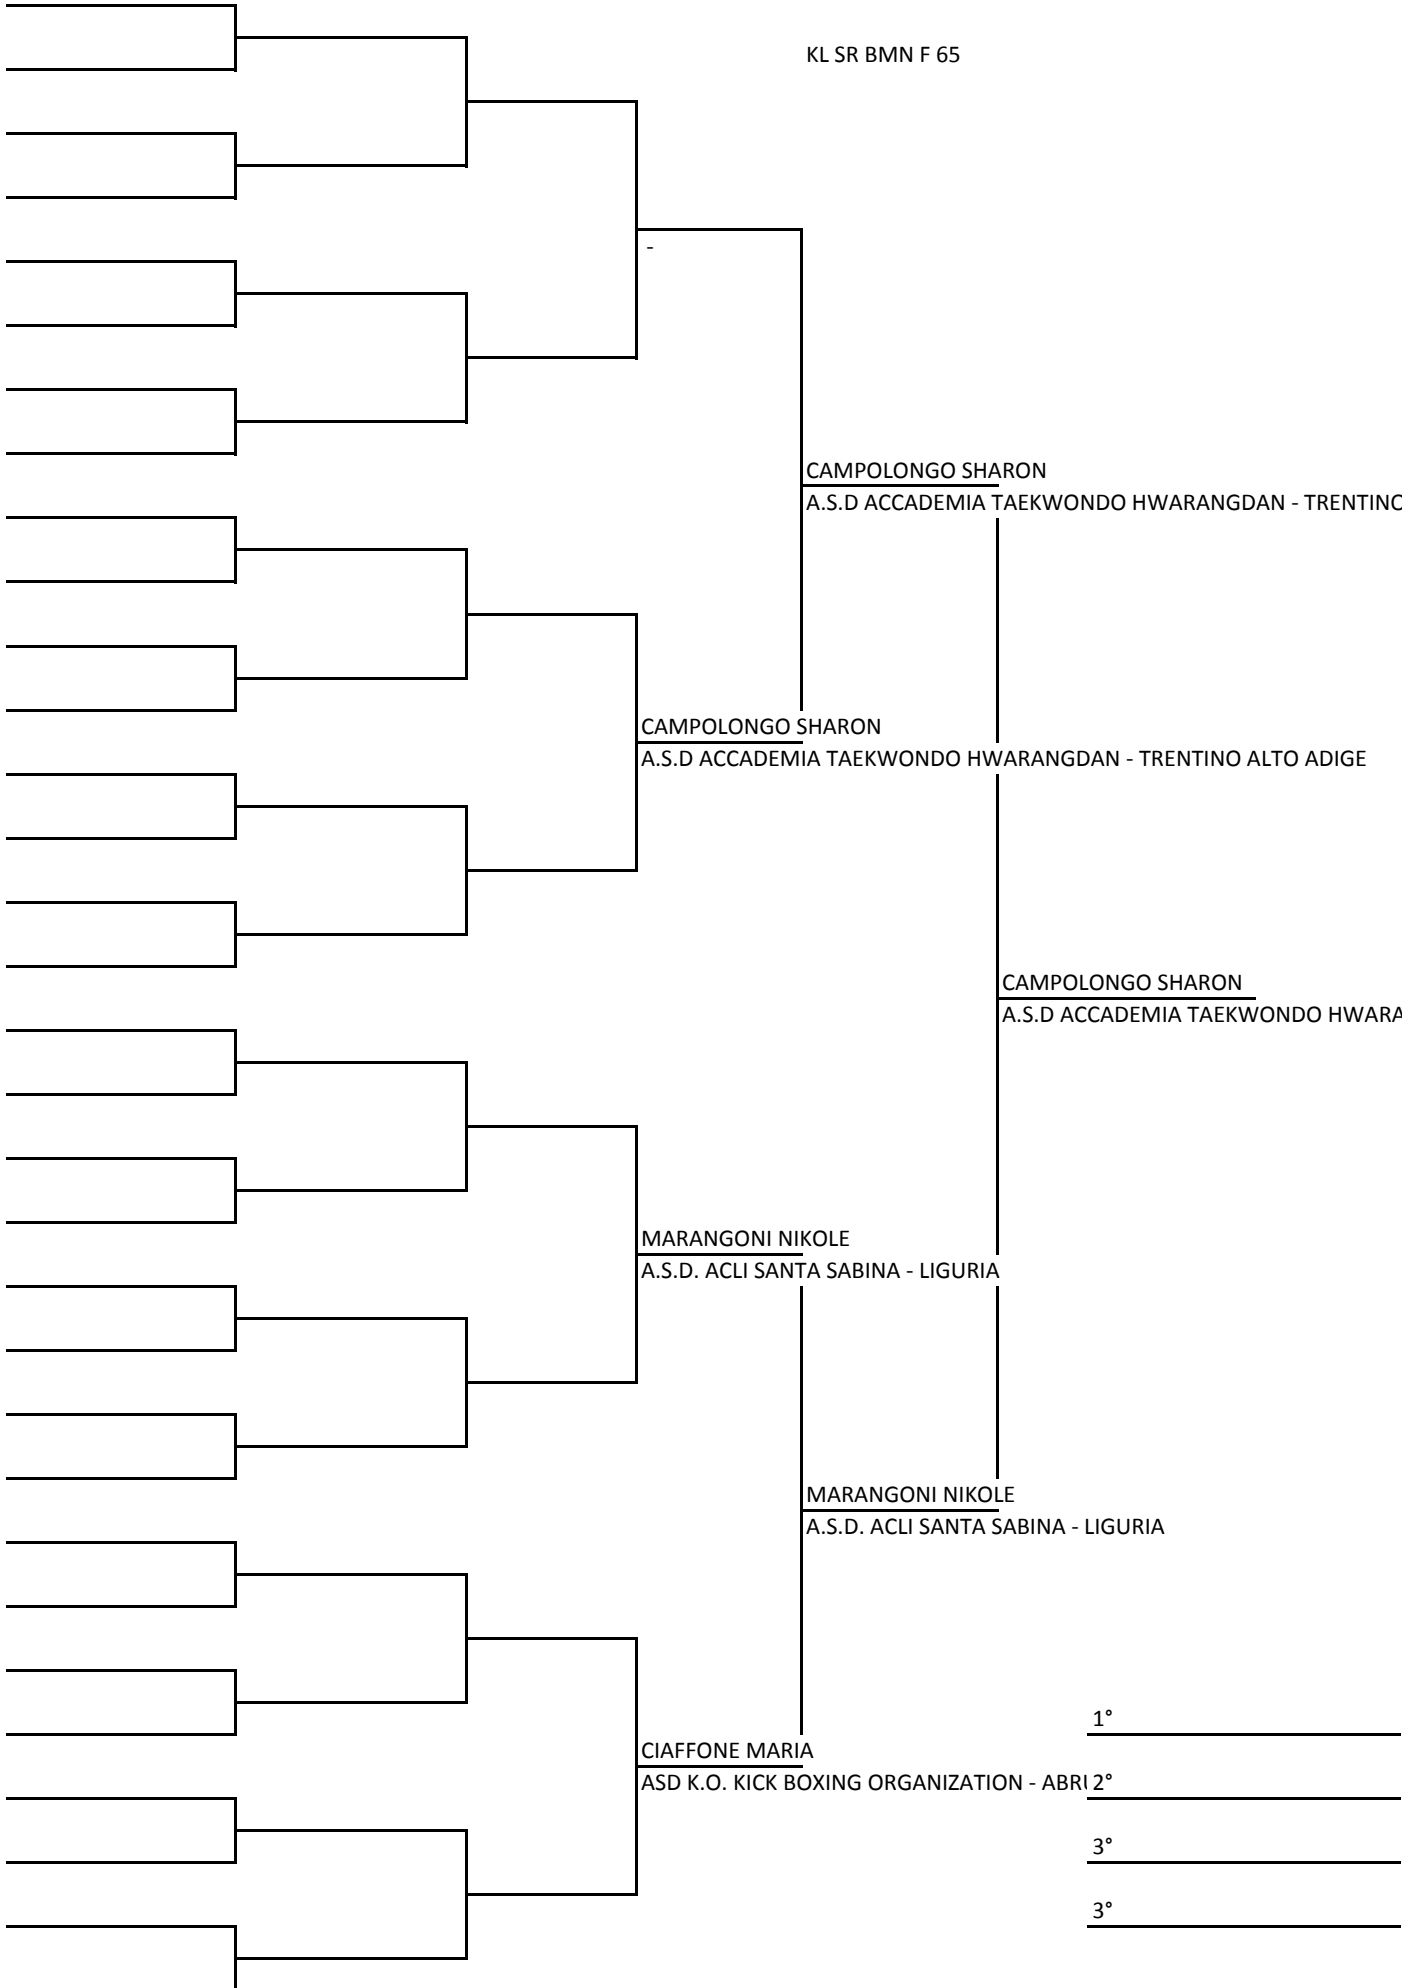 KL SR BMN F 65
-
CAMPOLONGO SHARON
A.S.D ACCADEMIA TAEKWONDO HWARANGDAN - TRENTINO
CAMPOLONGO SHARON
A.S.D ACCADEMIA TAEKWONDO HWARANGDAN - TRENTINO ALTO ADIGE
CAMPOLONGO SHARON
A.S.D ACCADEMIA TAEKWONDO HWARA
MARANGONI NIKOLE
A.S.D. ACLI SANTA SABINA - LIGURIA
MARANGONI NIKOLE
A.S.D. ACLI SANTA SABINA - LIGURIA
1°
CIAFFONE MARIA
ASD K.O. KICK BOXING ORGANIZATION - ABRU
2°
3°
3°